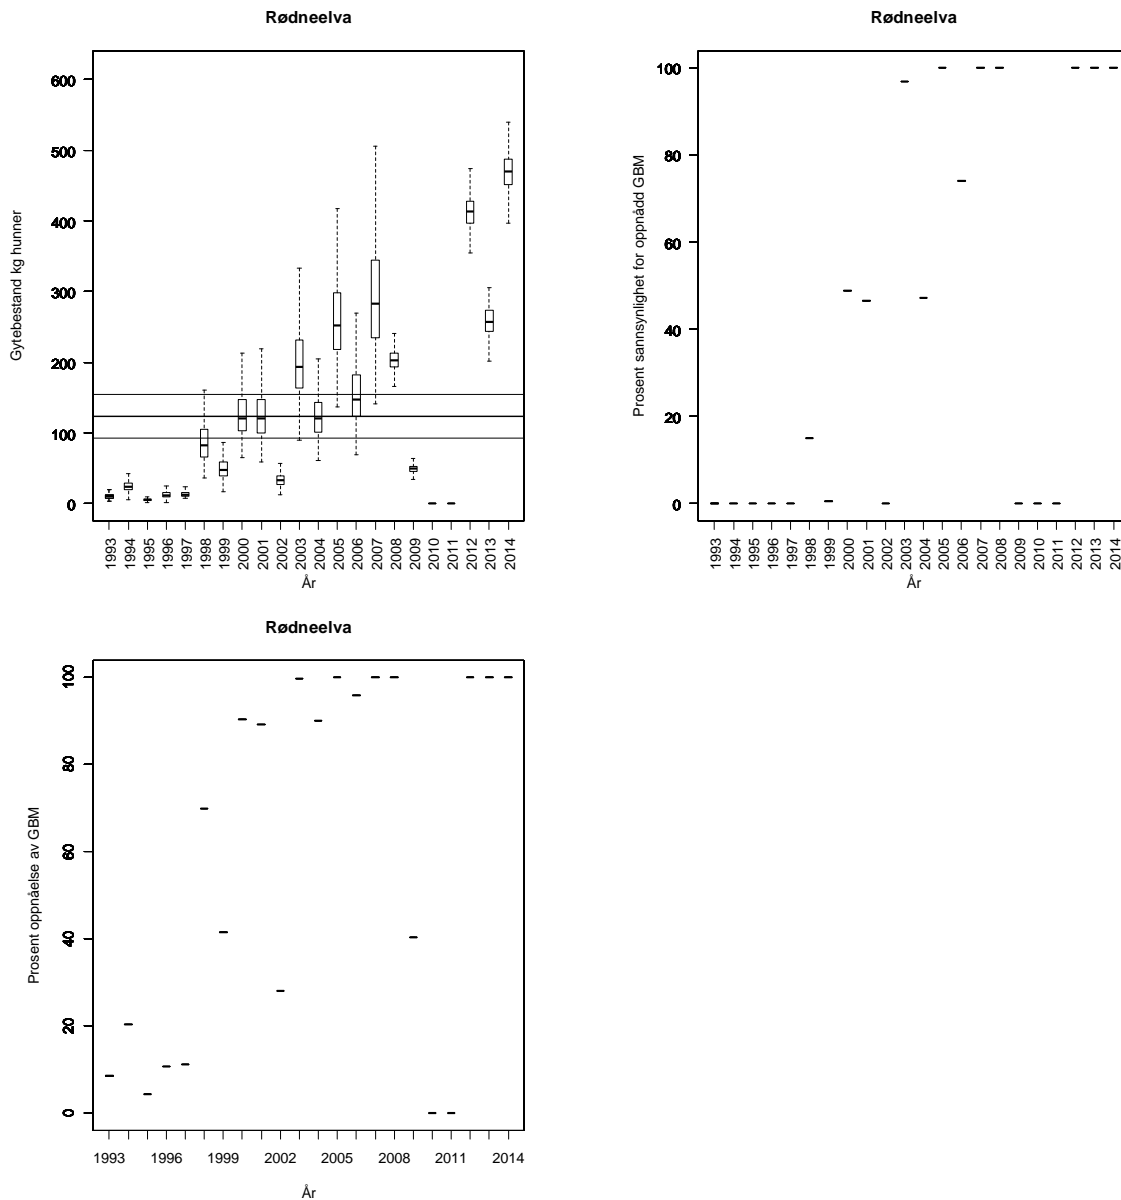 Rødneelva
Gytebestand kg hunner
600
500
400
300
200
100
0
1993 1994 1995 1996 1997 1998 1999 2000 2001 2002 2003 2004 2005 2006 2007 2008 2009 2010 2011 2012 2013 2014
År
Rødneelva
Prosent sannsynlighet for oppnådd GBM
100
80
60
40
20
0
1993 1994 1995 1996 1997 1998 1999 2000 2001 2002 2003 2004 2005 2006 2007 2008 2009 2010 2011 2012 2013 2014
År
Rødneelva
Prosent oppnåelse av GBM
100
80
60
40
20
0
1993 1996 1999 2002 2005 2008 2011 2014
År